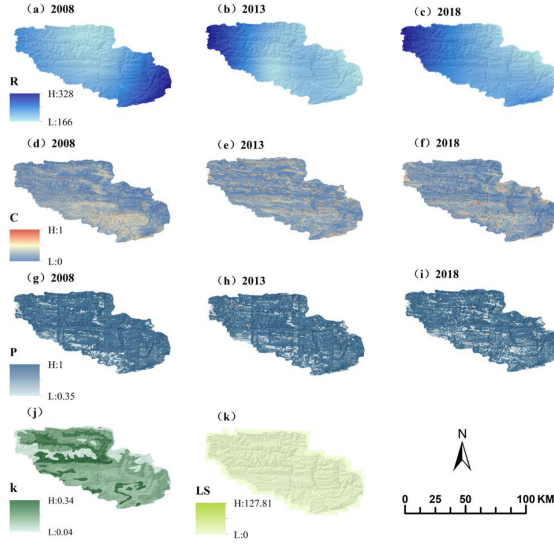 (a) 2008
(b) 2013
(c) 2018
R
H:328
L:166
(d) 2008
(e) 2013
(f) 2018
C
H:1
L:0
(g) 2008
(h) 2013
(i) 2018
P
H:1
L:0.35
(j)
(k)
k
H:0.34
L:0.04
LS
H:127.81
L:0
N
0 25 50 100 KM